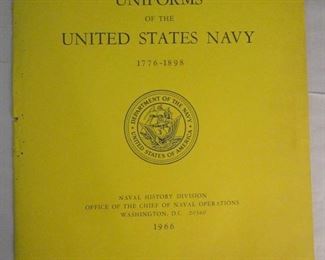 UNIFORMS
OF THE
UNITED STATES NAVY
1776-1898
DEPARTMENT OF THE NAVY
UNITED STATES OF AMERICA
NAVAL HISTORY DIVISION
OFFICE OF THE CHIEF OF NAVAL OPERATIONS
WASHINGTON, D.C. 20360
1966